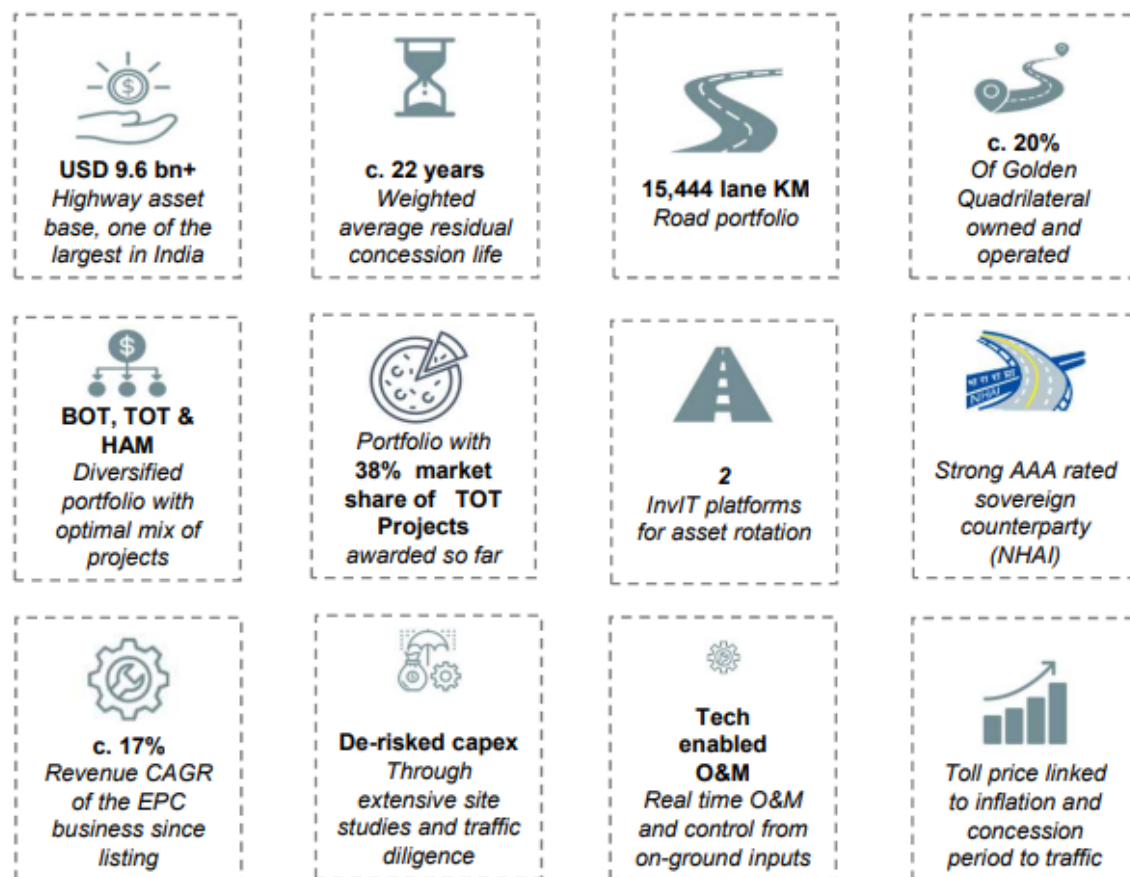 USD 9.6 bn+
Highway asset
base, one of the
largest in India
c. 22 years
Weighted
average residual
concession life
15,444 lane KM
Road portfolio
c. 20%
Of Golden
Quadrilateral
owned and
operated
BOT, TOT &
HAM
Diversified
portfolio with
optimal mix of
projects
Portfolio with
38% market
share of TOT
Projects
awarded so far
2
InvIT platforms
for asset rotation
NHAI
Strong AAA rated
sovereign
counterparty
(NHAI)
c. 17%
Revenue CAGR
of the EPC
business since
listing
De-risked capex
Through
extensive site
studies and traffic
diligence
Tech
enabled
O&M
Real time O&M
and control from
on-ground inputs
Toll price linked
to inflation and
concession
period to traffic